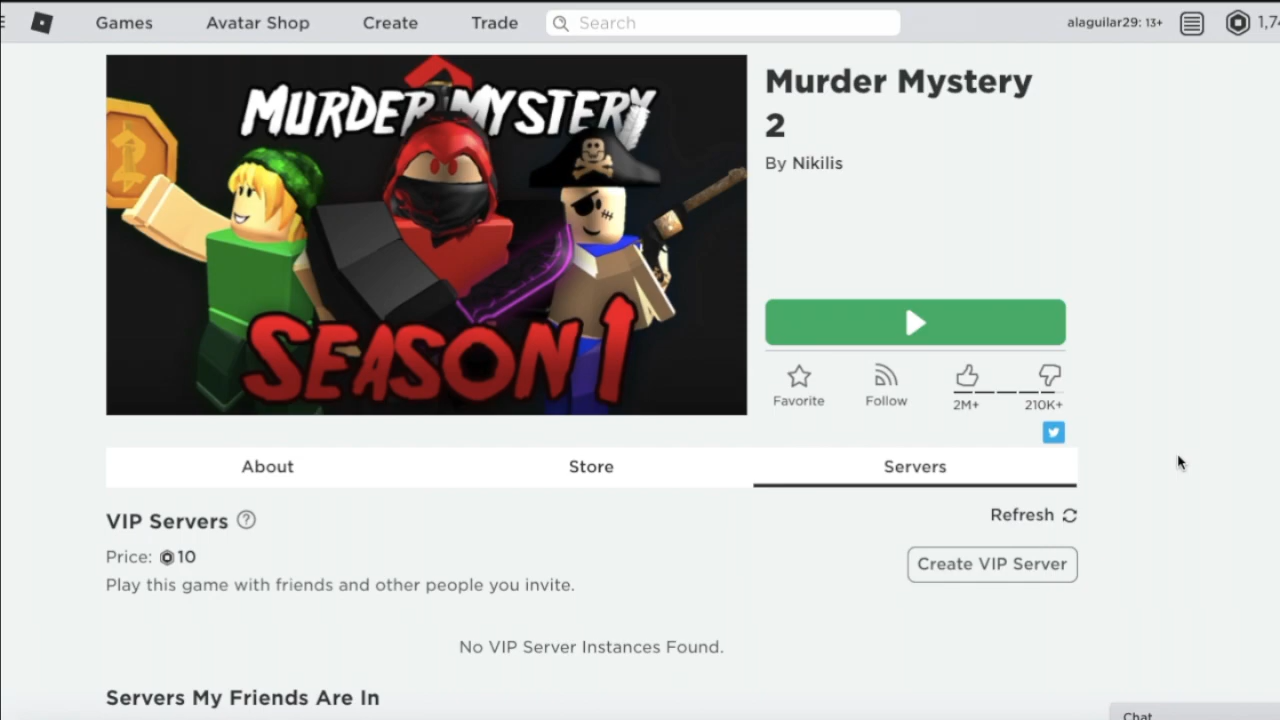 Games
Avatar Shop
Create
Trade
Search
alaguilar29: 13+
MURDER MYSTERY
2
SEASON 1
Murder Mystery
2
By Nikilis
Favorite
Follow
2M+
210K+
About
Store
Servers
VIP Servers
Refresh
Price: 10
Create VIP Server
Play this game with friends and other people you invite.
No VIP Server Instances Found.
Servers My Friends Are In
Chat